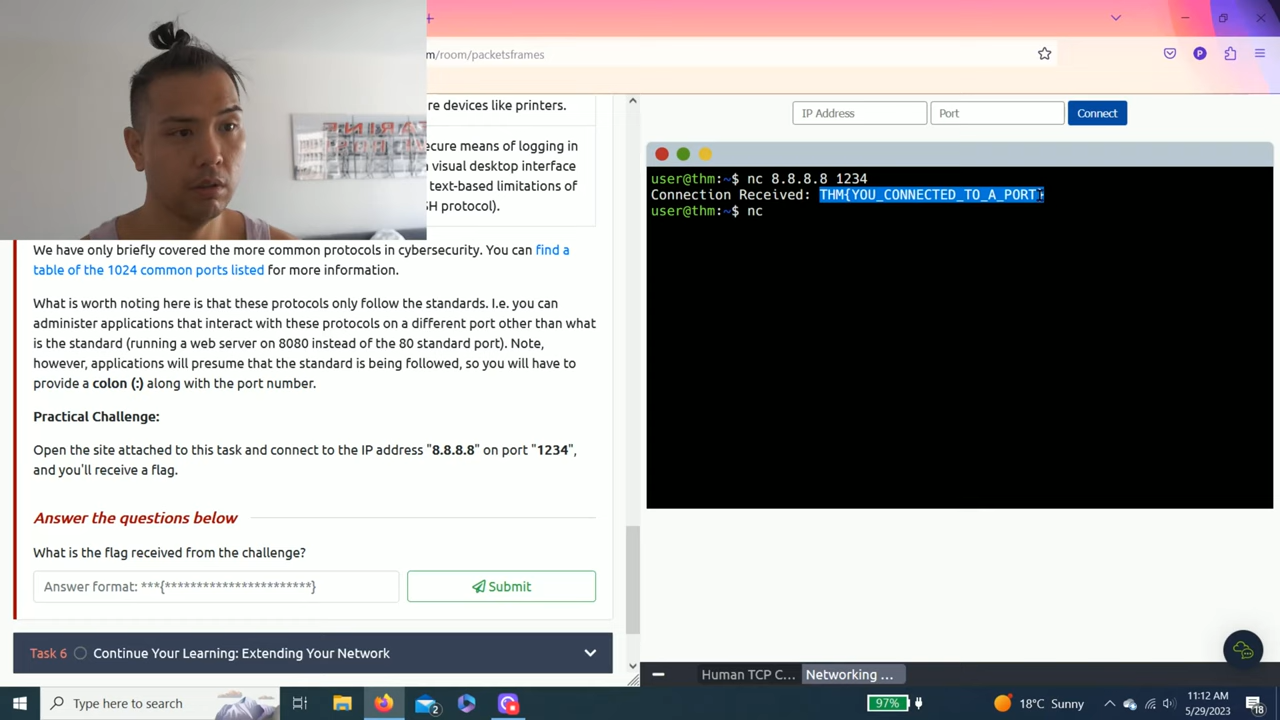 m/room/packetsframes
re devices like printers.
IP Address
Port
Connect
ecure means of logging in
a visual desktop interface
text-based limitations of
SH protocol).
user@thm:~$ nc 8.8.8.8 1234
Connection Received: THM{YOU_CONNECTED_TO_A_PORT}
user@thm:~$ nc
We have only briefly covered the more common protocols in cybersecurity. You can find a
table of the 1024 common ports listed for more information.
What is worth noting here is that these protocols only follow the standards. I.e. you can
administer applications that interact with these protocols on a different port other than what
is the standard (running a web server on 8080 instead of the 80 standard port). Note,
however, applications will presume that the standard is being followed, so you will have to
provide a colon (:) along with the port number.
Practical Challenge:
Open the site attached to this task and connect to the IP address "8.8.8.8" on port "1234",
and you'll receive a flag.
Answer the questions below
What is the flag received from the challenge?
Answer format: ***{***********************}
Submit
Task 6 Continue Your Learning: Extending Your Network
Human TCP C...
Networking ...
Type here to search
2
97%
18°C Sunny
11:12 AM
5/29/2023
18